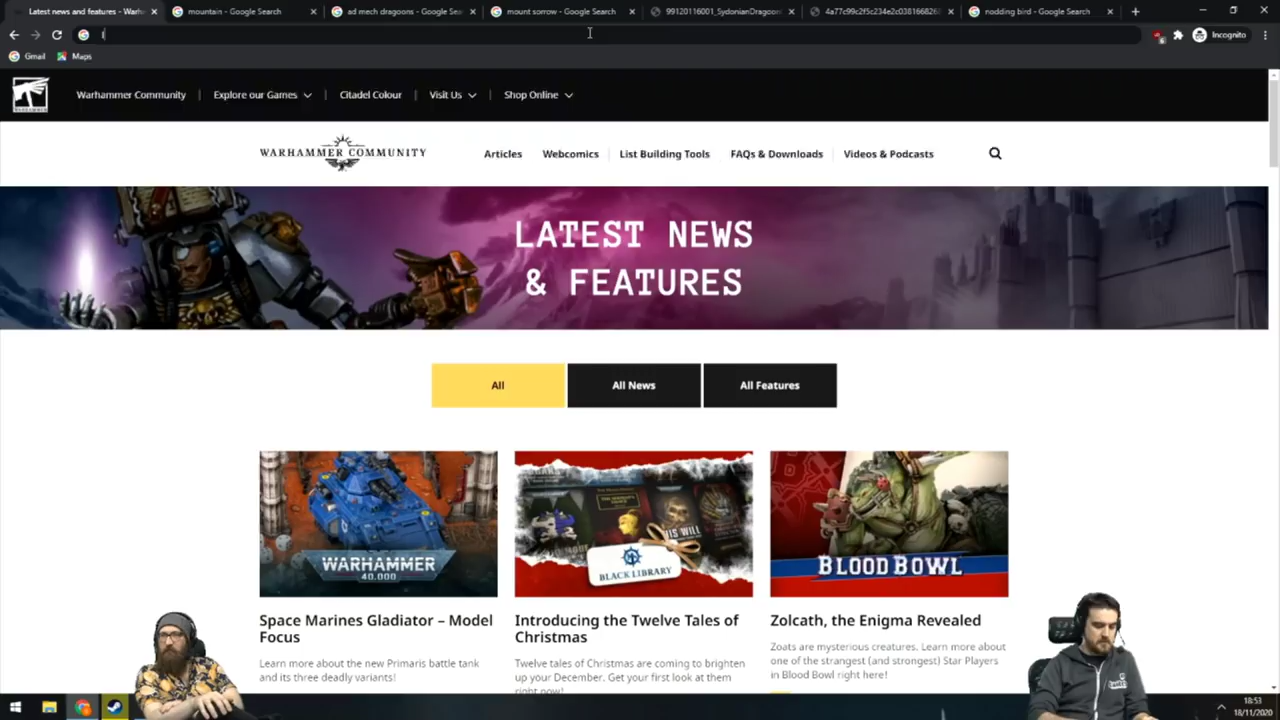 Latest news and features - Warh
mountain - Google Search
ad mech dragoons - Google Sea
mount sorrow - Google Search
99120116001_SydonianDragoon
nodding bird - Google Search
Incognito
Gmail
Maps
Warhammer Community
Explore our Games
Citadel Colour
Visit Us
Shop Online
WARHAMMER COMMUNITY
Articles
Webcomics
List Building Tools
FAQs & Downloads
Videos & Podcasts
LATEST NEWS
& FEATURES
All
All News
All Features
WARHAMMER
40,000
BLACK LIBRARY
BLOOD BOWL
Space Marines Gladiator – Model
Focus
Learn more about the new Primaris battle tank
and its three deadly variants!
Introducing the Twelve Tales of
Christmas
Twelve tales of Christmas are coming to brighten
up your December. Get your first look at them
right now!
Zolcath, the Enigma Revealed
Zoats are mysterious creatures. Learn more about
one of the strangest (and strongest) Star Players
in Blood Bowl right here!
18:53
18/11/2020